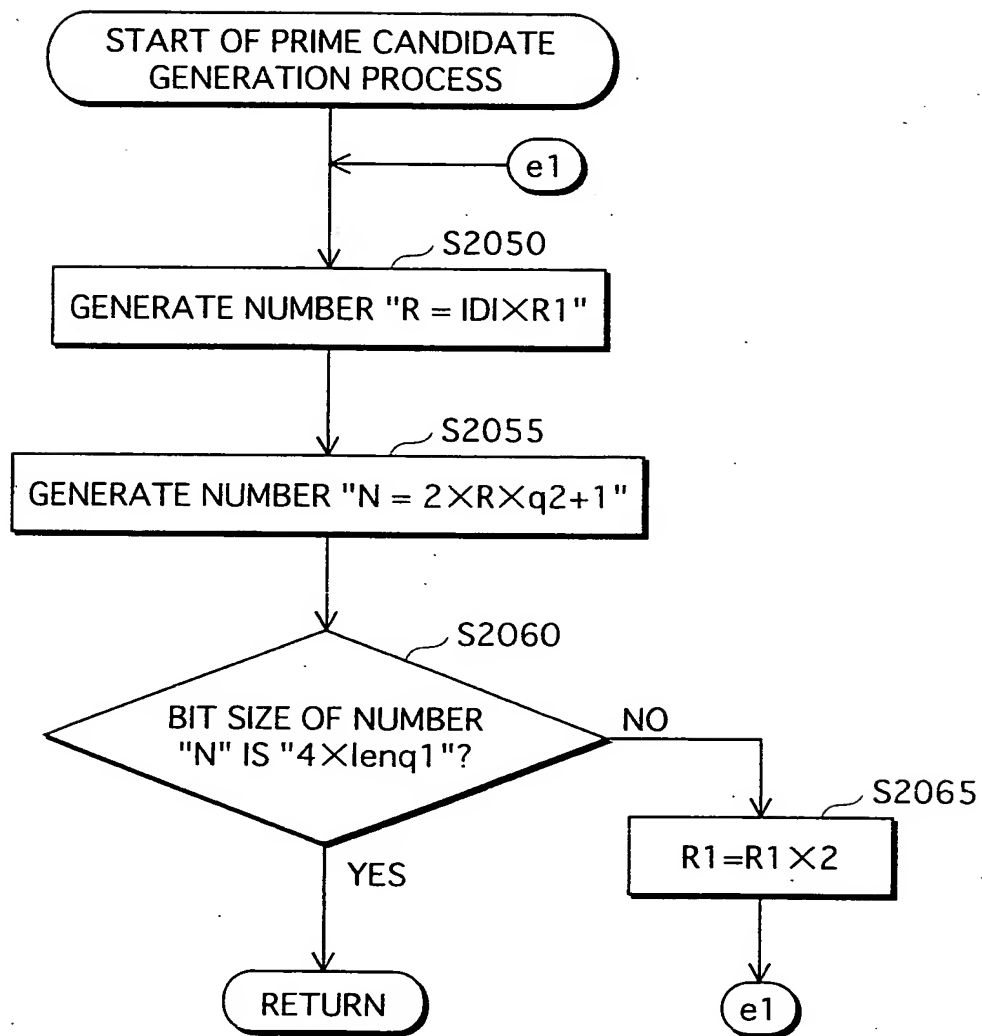 START OF PRIME CANDIDATE
GENERATION PROCESS
e1
S2050
GENERATE NUMBER "R = IDI×R1"
S2055
GENERATE NUMBER "N = 2×R×q2+1"
S2060
BIT SIZE OF NUMBER
"N" IS "4×lenq1"?
NO
S2065
R1=R1×2
YES
RETURN
e1